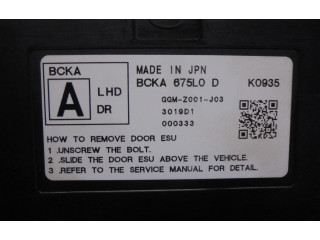 BCKA
A
LHD
DR
MADE IN JPN
BCKA 675L0 D K0935
GGM-Z001-J03
3019D1
000333
HOW TO REMOVE DOOR ESU
1 .UNSCREW THE BOLT.
2 .SLIDE THE DOOR ESU ABOVE THE VEHICLE.
3 .REFER TO THE SERVICE MANUAL FOR DETAIL.